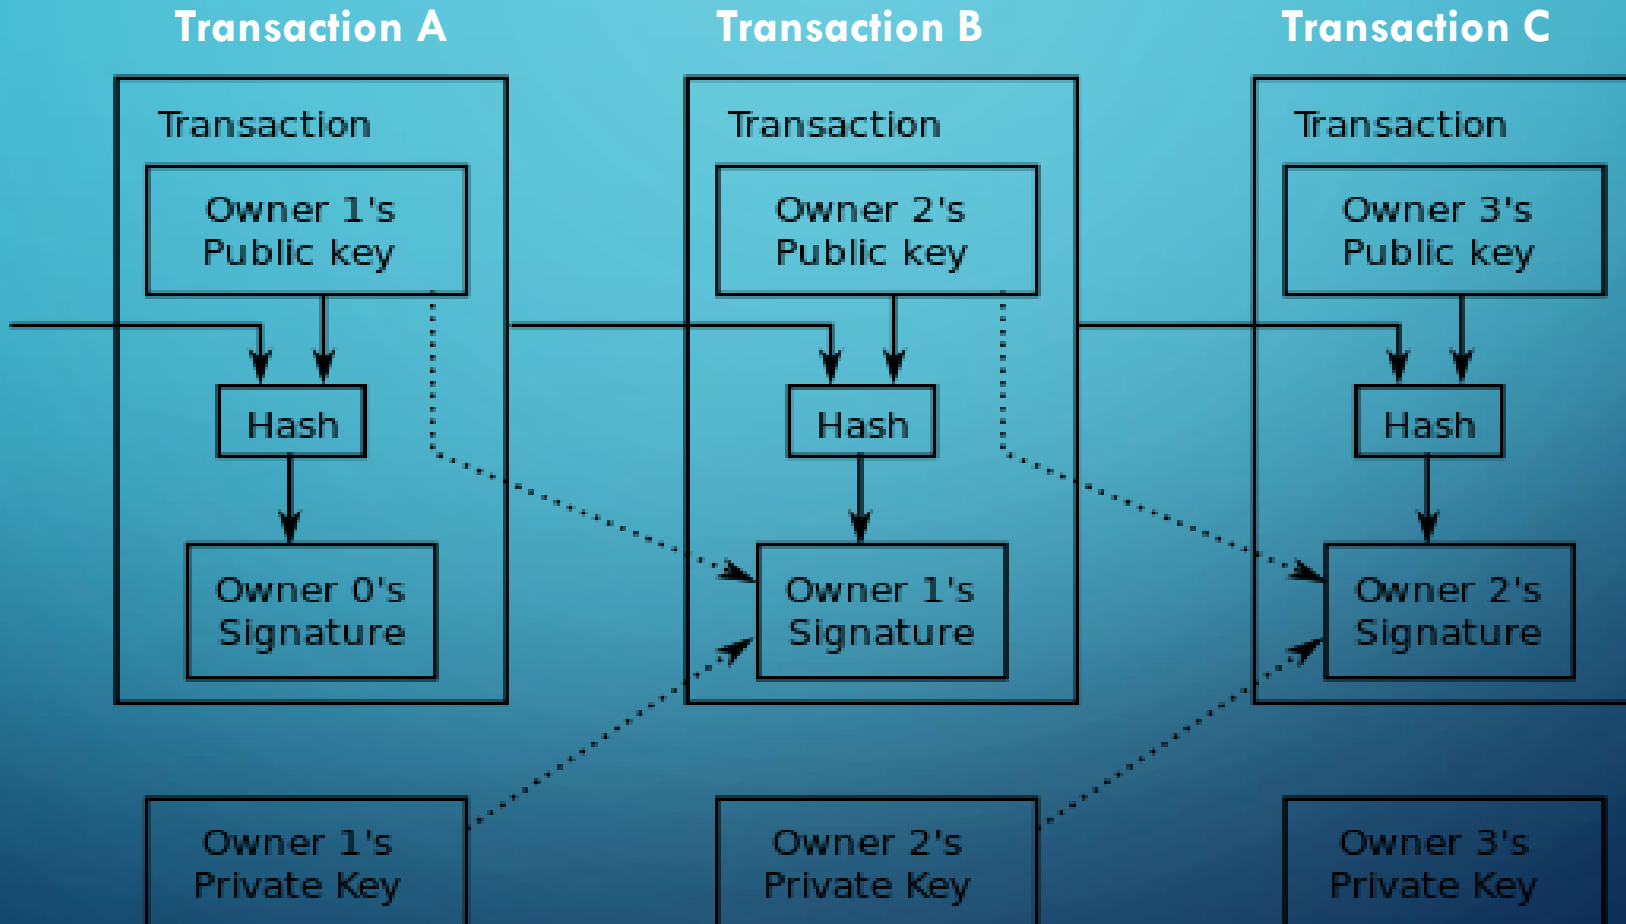 Transaction A
Transaction B
Transaction C
Transaction
Transaction
Transaction
Owner 1's
Public key
Owner 2's
Public key
Owner 3's
Public key
Hash
Hash
Hash
Owner 0's
Signature
Owner 1's
Signature
Owner 2's
Signature
Owner 1's
Private Key
Owner 2's
Private Key
Owner 3's
Private Key